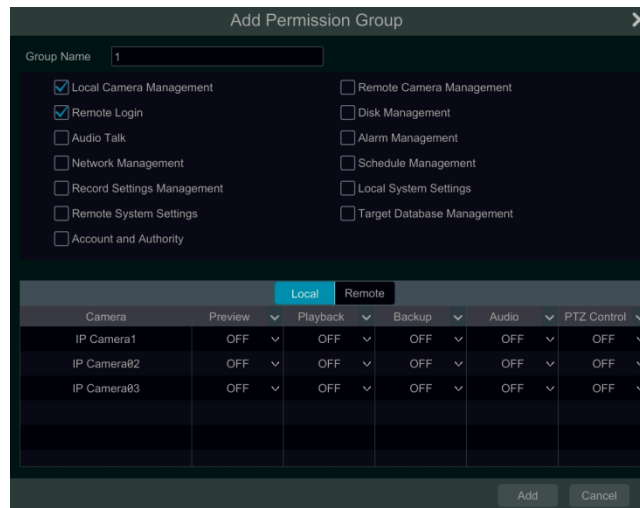 Add Permission Group
Group Name 1
Local Camera Management Remote Camera Management
Remote Login Disk Management
Audio Talk Alarm Management
Network Management Schedule Management
Record Settings Management Local System Settings
Remote System Settings Target Database Management
Account and Authority
Local Remote
Camera Preview Playback Backup Audio PTZ Control
IP Camera1 OFF OFF OFF OFF OFF
IP Camera02 OFF OFF OFF OFF OFF
IP Camera03 OFF OFF OFF OFF OFF
Add Cancel